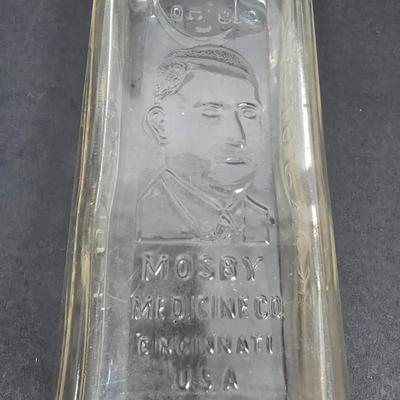 MOSBY
MEDICINE CO.
CINCINNATI
U.S.A